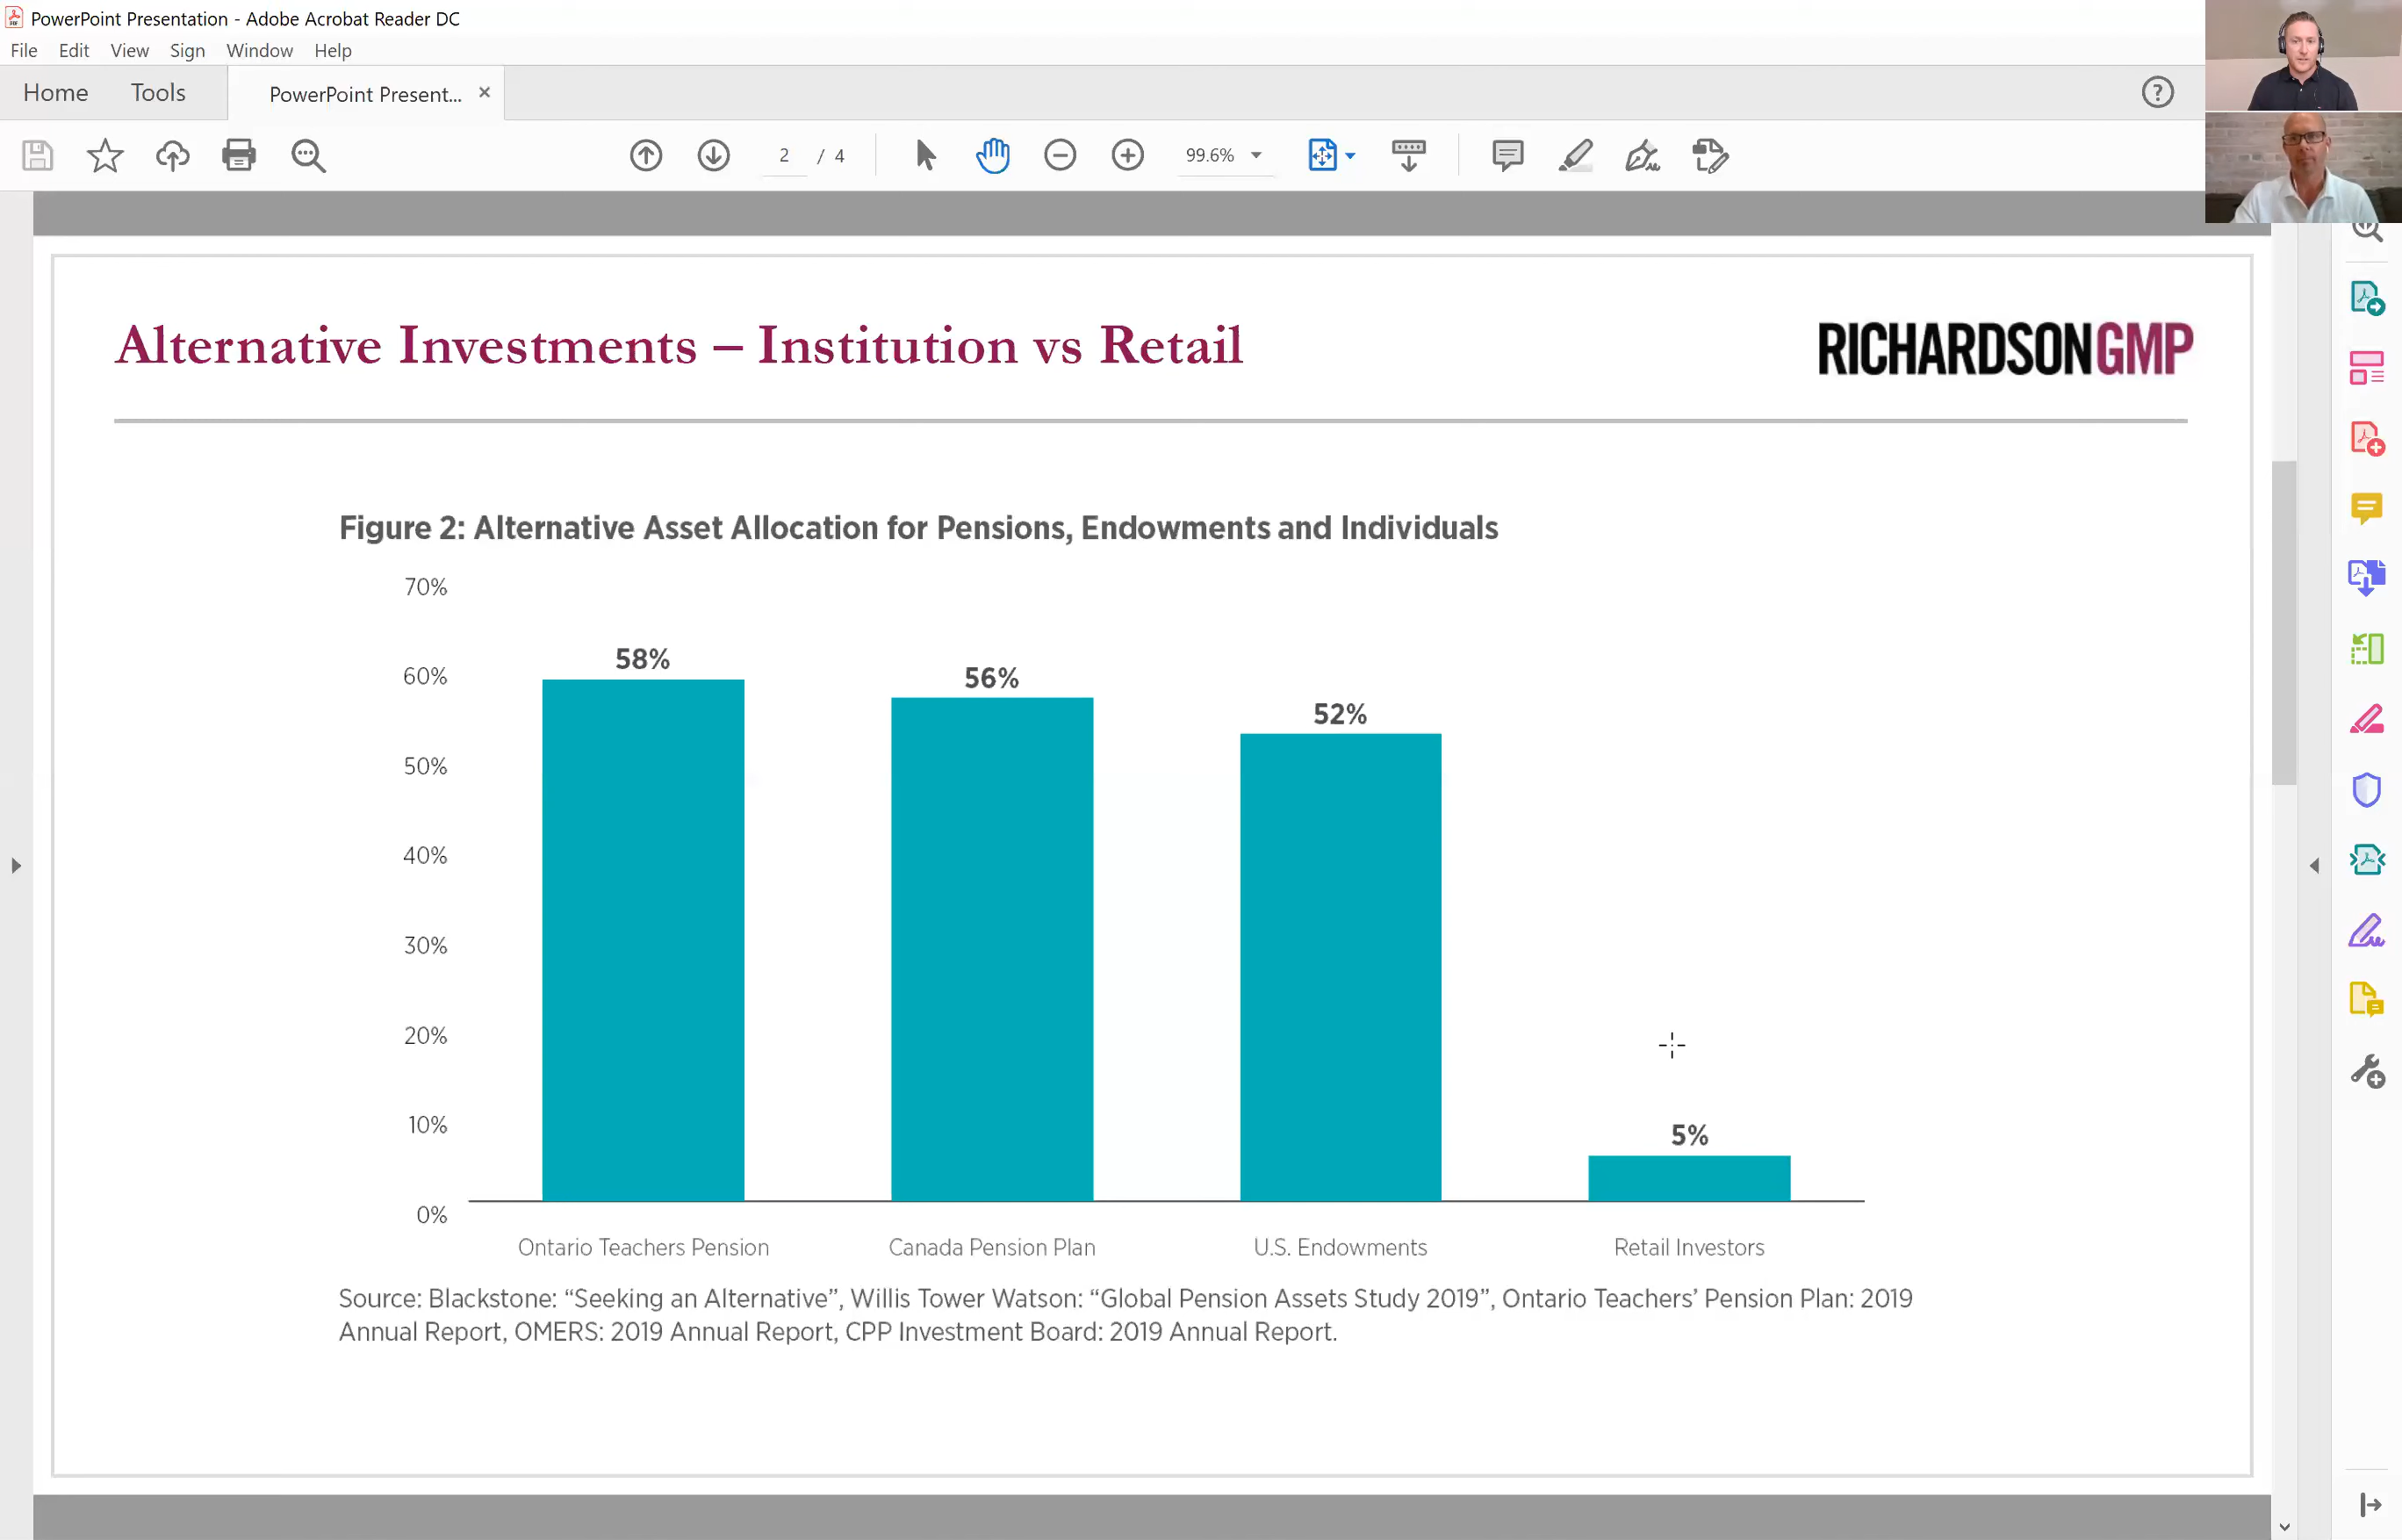 PowerPoint Presentation - Adobe Acrobat Reader DC
File Edit View Sign Window Help
Home Tools PowerPoint Present... ×
?
2 / 4 99.6%
Alternative Investments – Institution vs Retail
RICHARDSONGMP
Figure 2: Alternative Asset Allocation for Pensions, Endowments and Individuals
70%
60%
50%
40%
30%
20%
10%
0%
58%
56%
52%
5%
Ontario Teachers Pension
Canada Pension Plan
U.S. Endowments
Retail Investors
Source: Blackstone: “Seeking an Alternative”, Willis Tower Watson: “Global Pension Assets Study 2019”, Ontario Teachers’ Pension Plan: 2019
Annual Report, OMERS: 2019 Annual Report, CPP Investment Board: 2019 Annual Report.